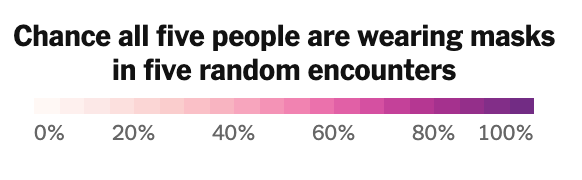 Chance all five people are wearing masks
in five random encounters
0% 20% 40% 60% 80% 100%